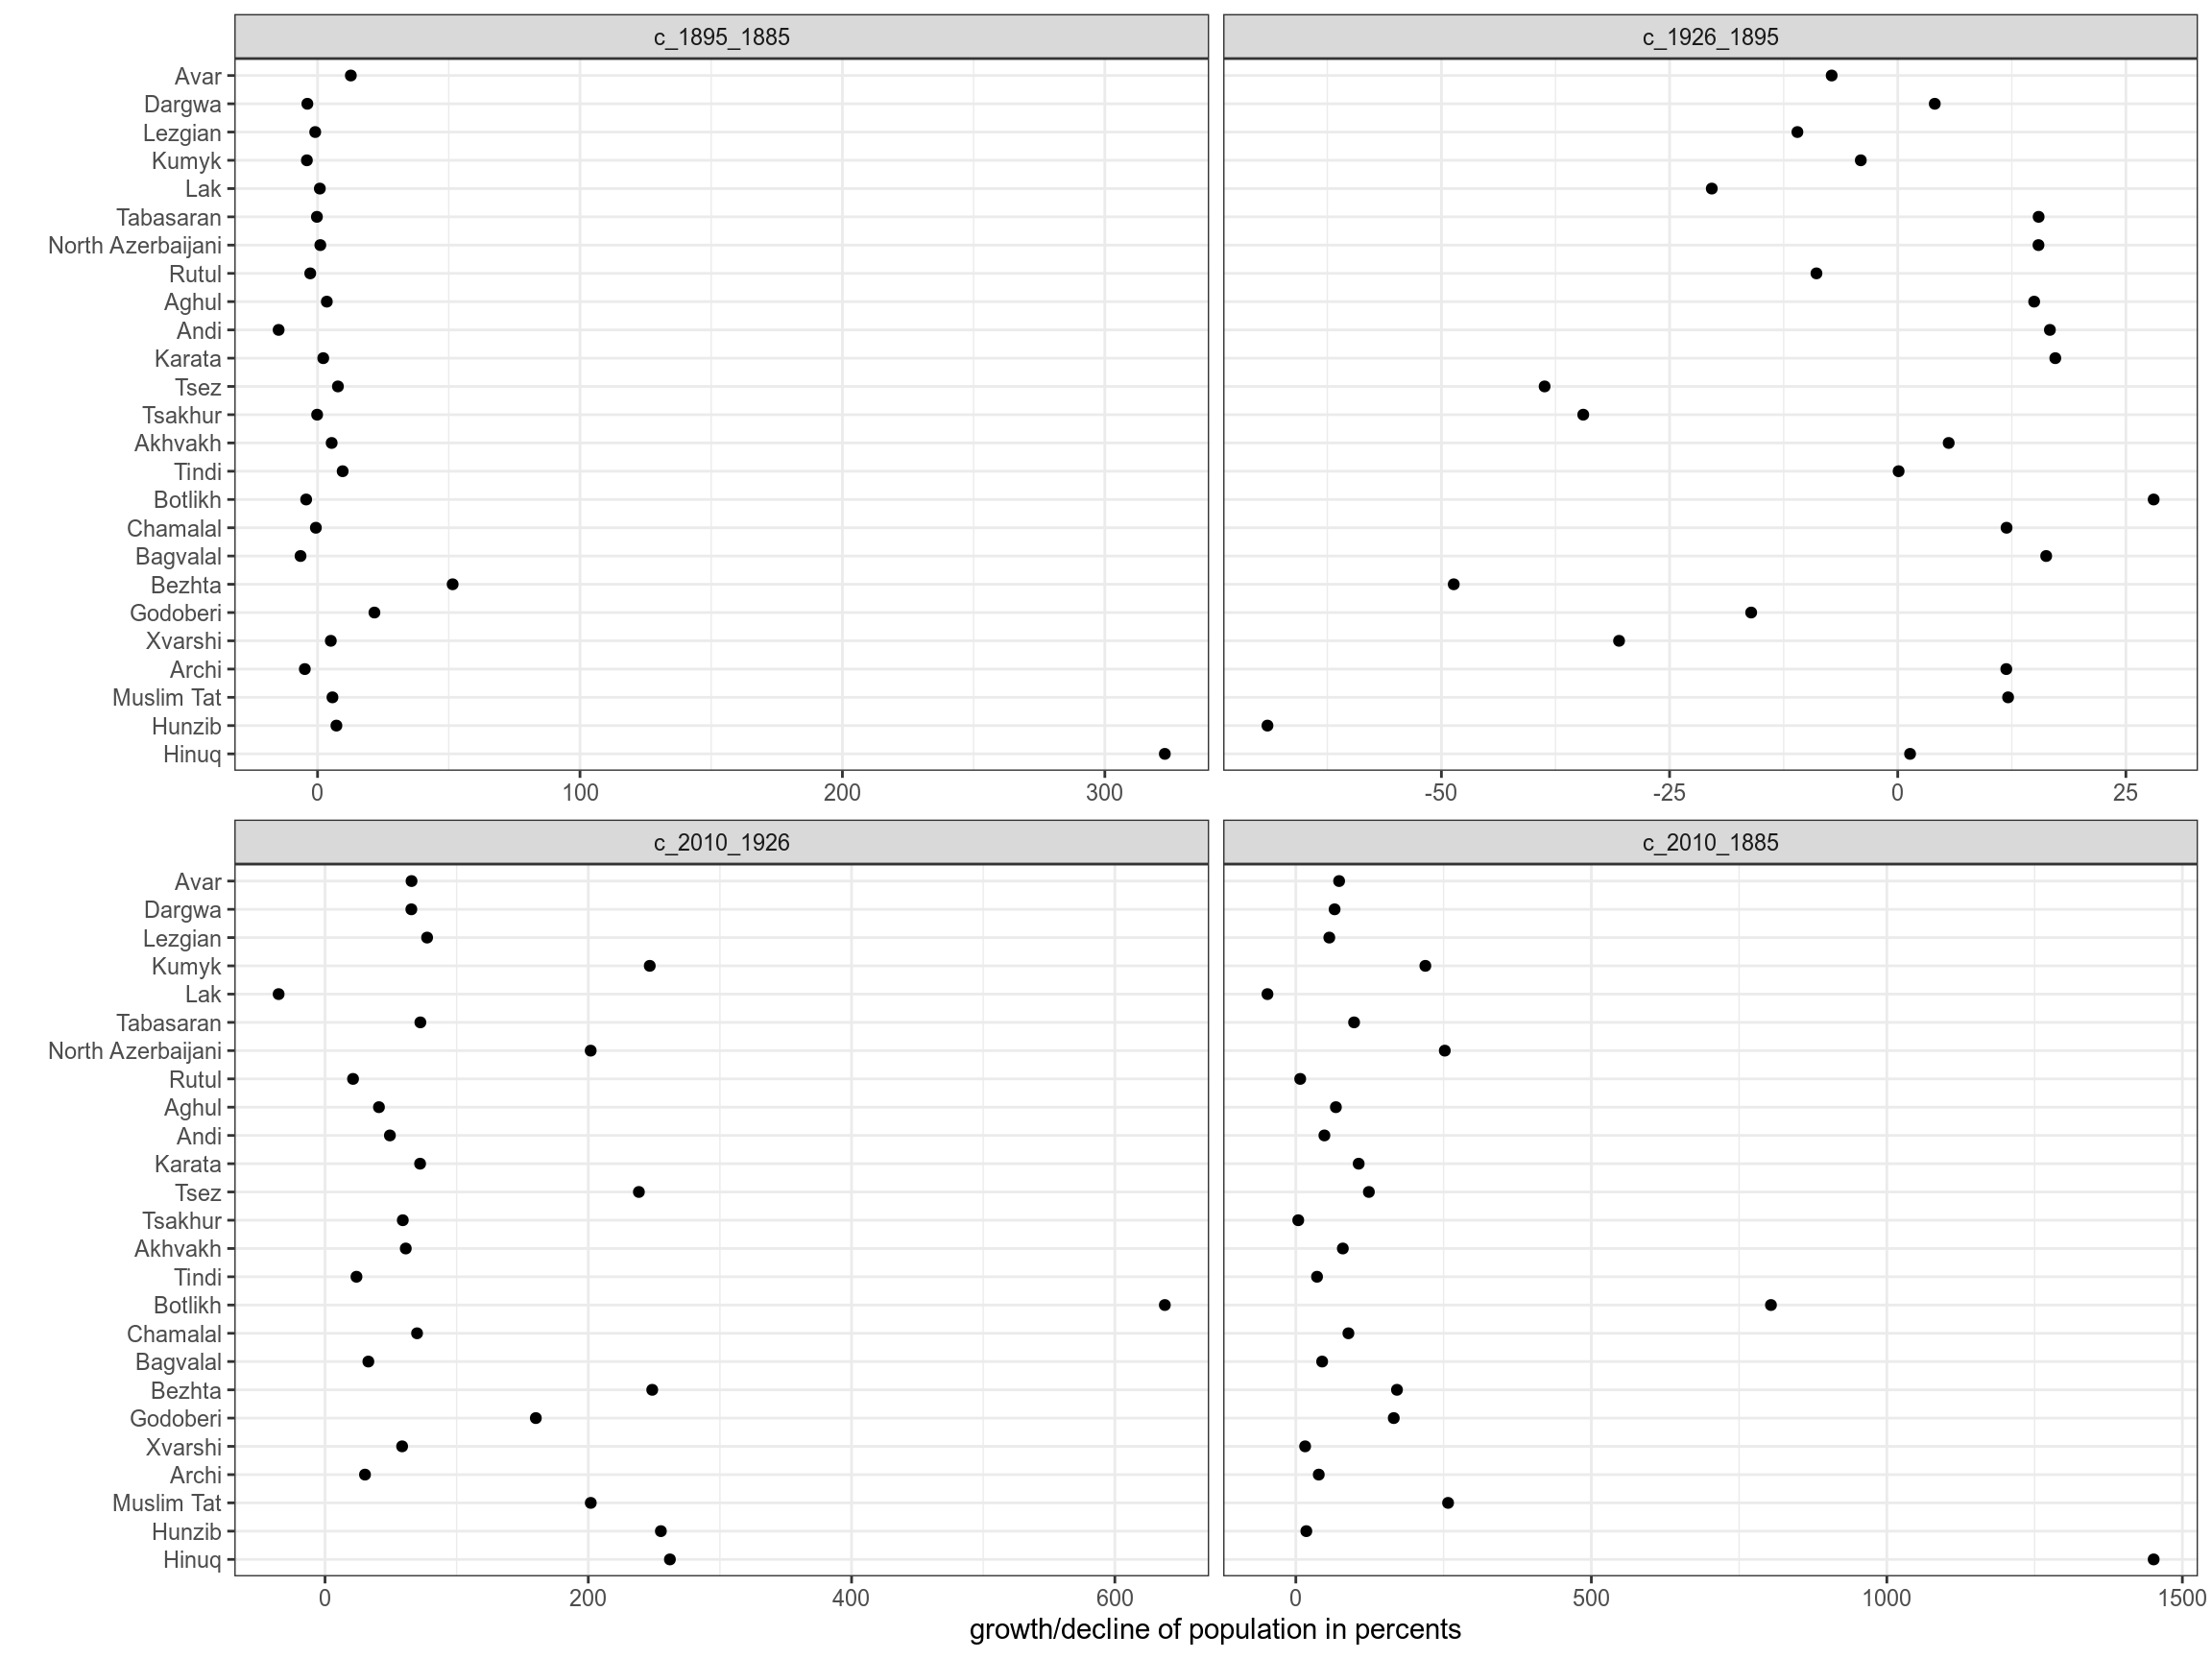 c_1895_1885
c_1926_1895
Avar
Dargwa
Lezgian
Kumyk
Lak
Tabasaran
North Azerbaijani
Rutul
Aghul
Andi
Karata
Tsez
Tsakhur
Akhvakh
Tindi
Botlikh
Chamalal
Bagvalal
Bezhta
Godoberi
Xvarshi
Archi
Muslim Tat
Hunzib
Hinuq
0 100 200 300
-50 -25 0 25
c_2010_1926
c_2010_1885
Avar
Dargwa
Lezgian
Kumyk
Lak
Tabasaran
North Azerbaijani
Rutul
Aghul
Andi
Karata
Tsez
Tsakhur
Akhvakh
Tindi
Botlikh
Chamalal
Bagvalal
Bezhta
Godoberi
Xvarshi
Archi
Muslim Tat
Hunzib
Hinuq
0 200 400 600
0 500 1000 1500
growth/decline of population in percents